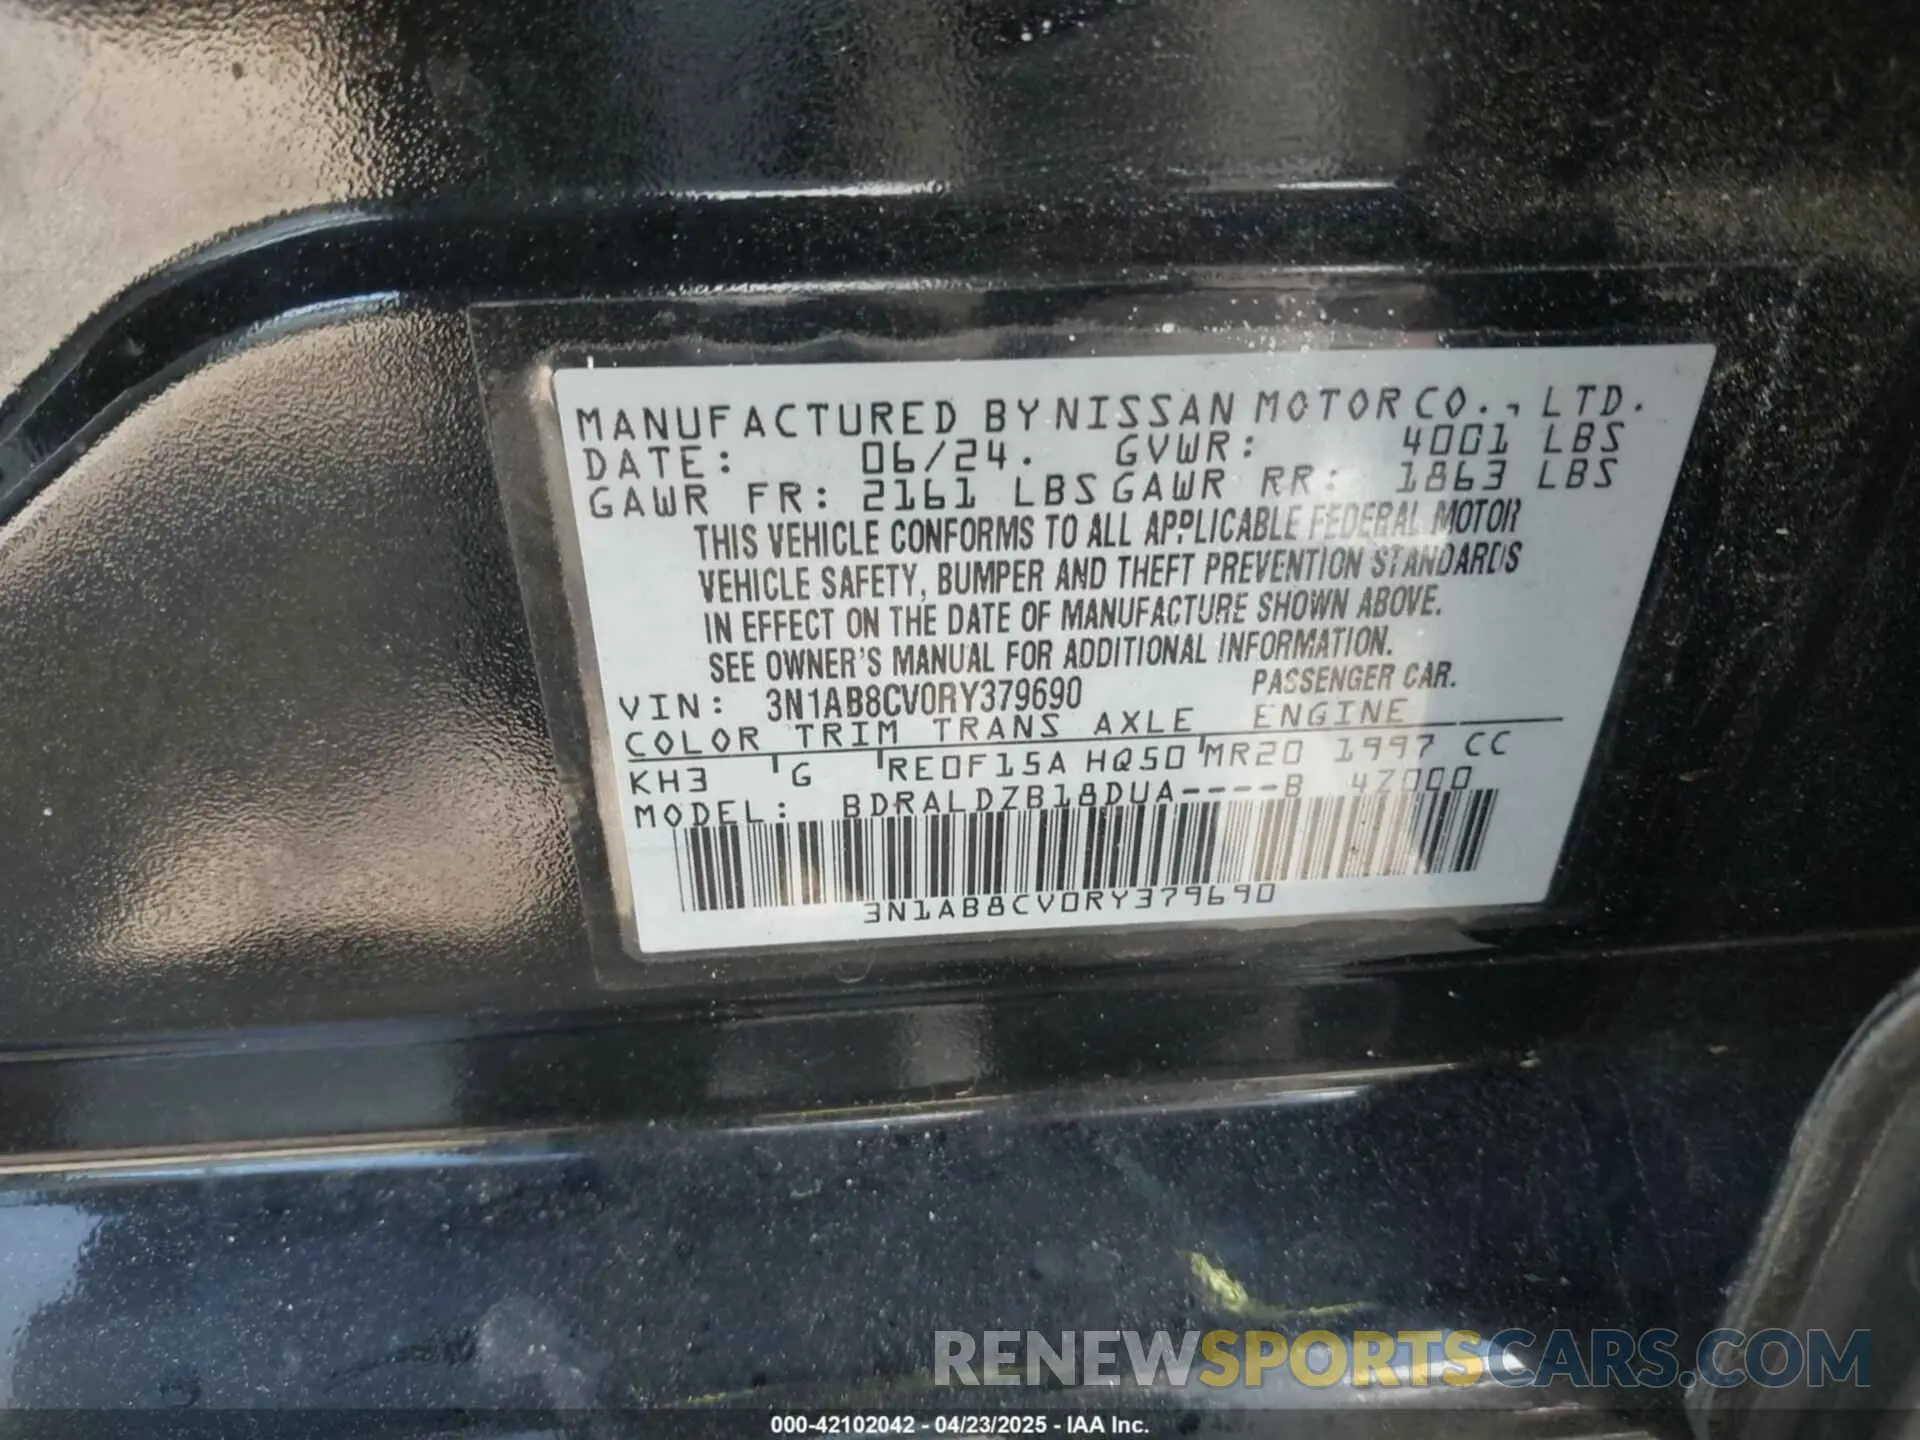 MANUFACTURED BY NISSAN MOTOR CO., LTD.
DATE: 06/24. GVWR: 4001 LBS
GAWR FR: 2161 LBS GAWR RR: 1863 LBS
THIS VEHICLE CONFORMS TO ALL APPLICABLE FEDERAL MOTOR
VEHICLE SAFETY, BUMPER AND THEFT PREVENTION STANDARDS
IN EFFECT ON THE DATE OF MANUFACTURE SHOWN ABOVE.
SEE OWNER'S MANUAL FOR ADDITIONAL INFORMATION.
VIN: 3N1AB8CV0RY379690 PASSENGER CAR.
COLOR TRIM TRANS AXLE ENGINE
KH3 G RE0F15A HQ50 MR20 1997 CC
MODEL: BDRALDZB18DUA----B 47000
3N1AB8CV0RY379690
RENEWSPORTSCARS.COM
000-42102042 - 04/23/2025 - IAA Inc.